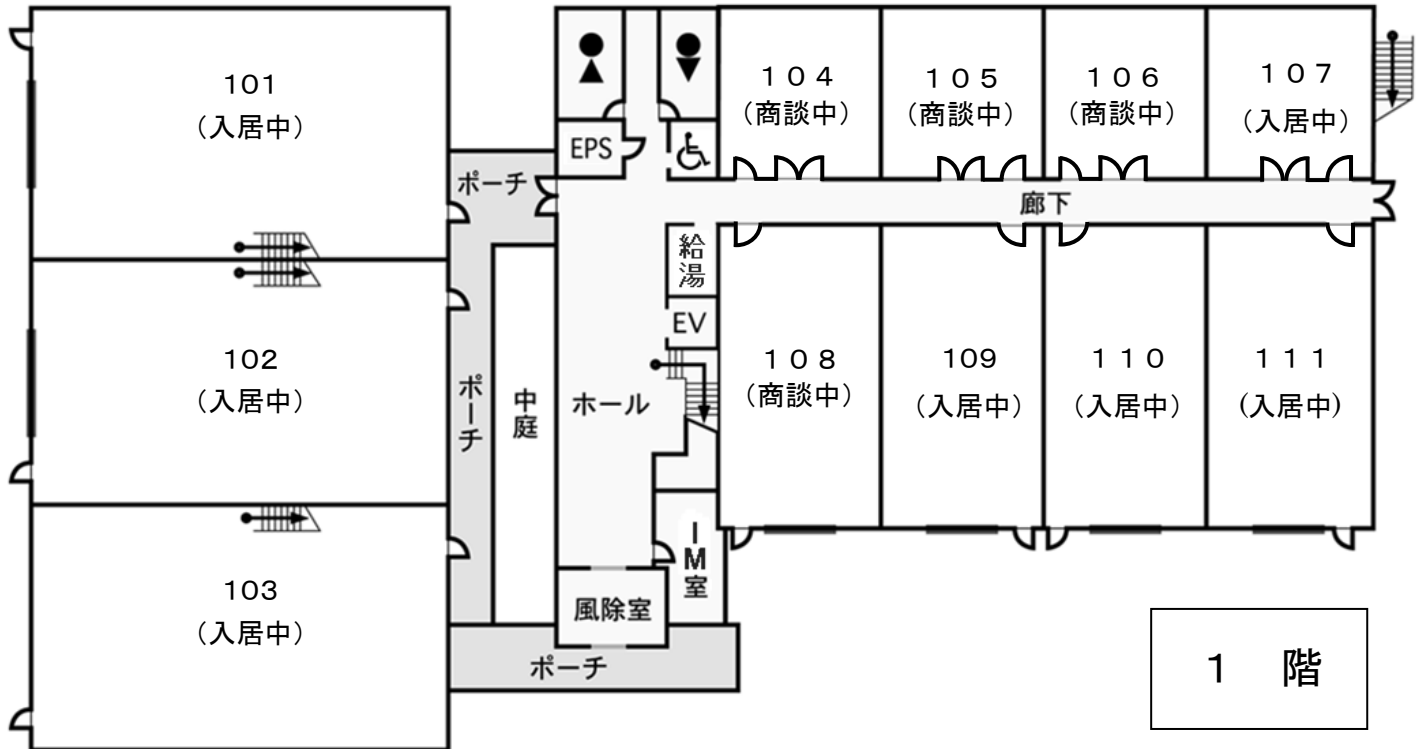 101
（入居中）
102
（入居中）
103
（入居中）
ポーチ
ポーチ
中庭
ホール
EPS
給湯
EV
IM室
風除室
ポーチ
１０４
（商談中）
１０５
（商談中）
１０６
（商談中）
１０７
（入居中）
廊下
１０８
（商談中）
109
（入居中）
１１０
（入居中）
１１１
（入居中）
１　階